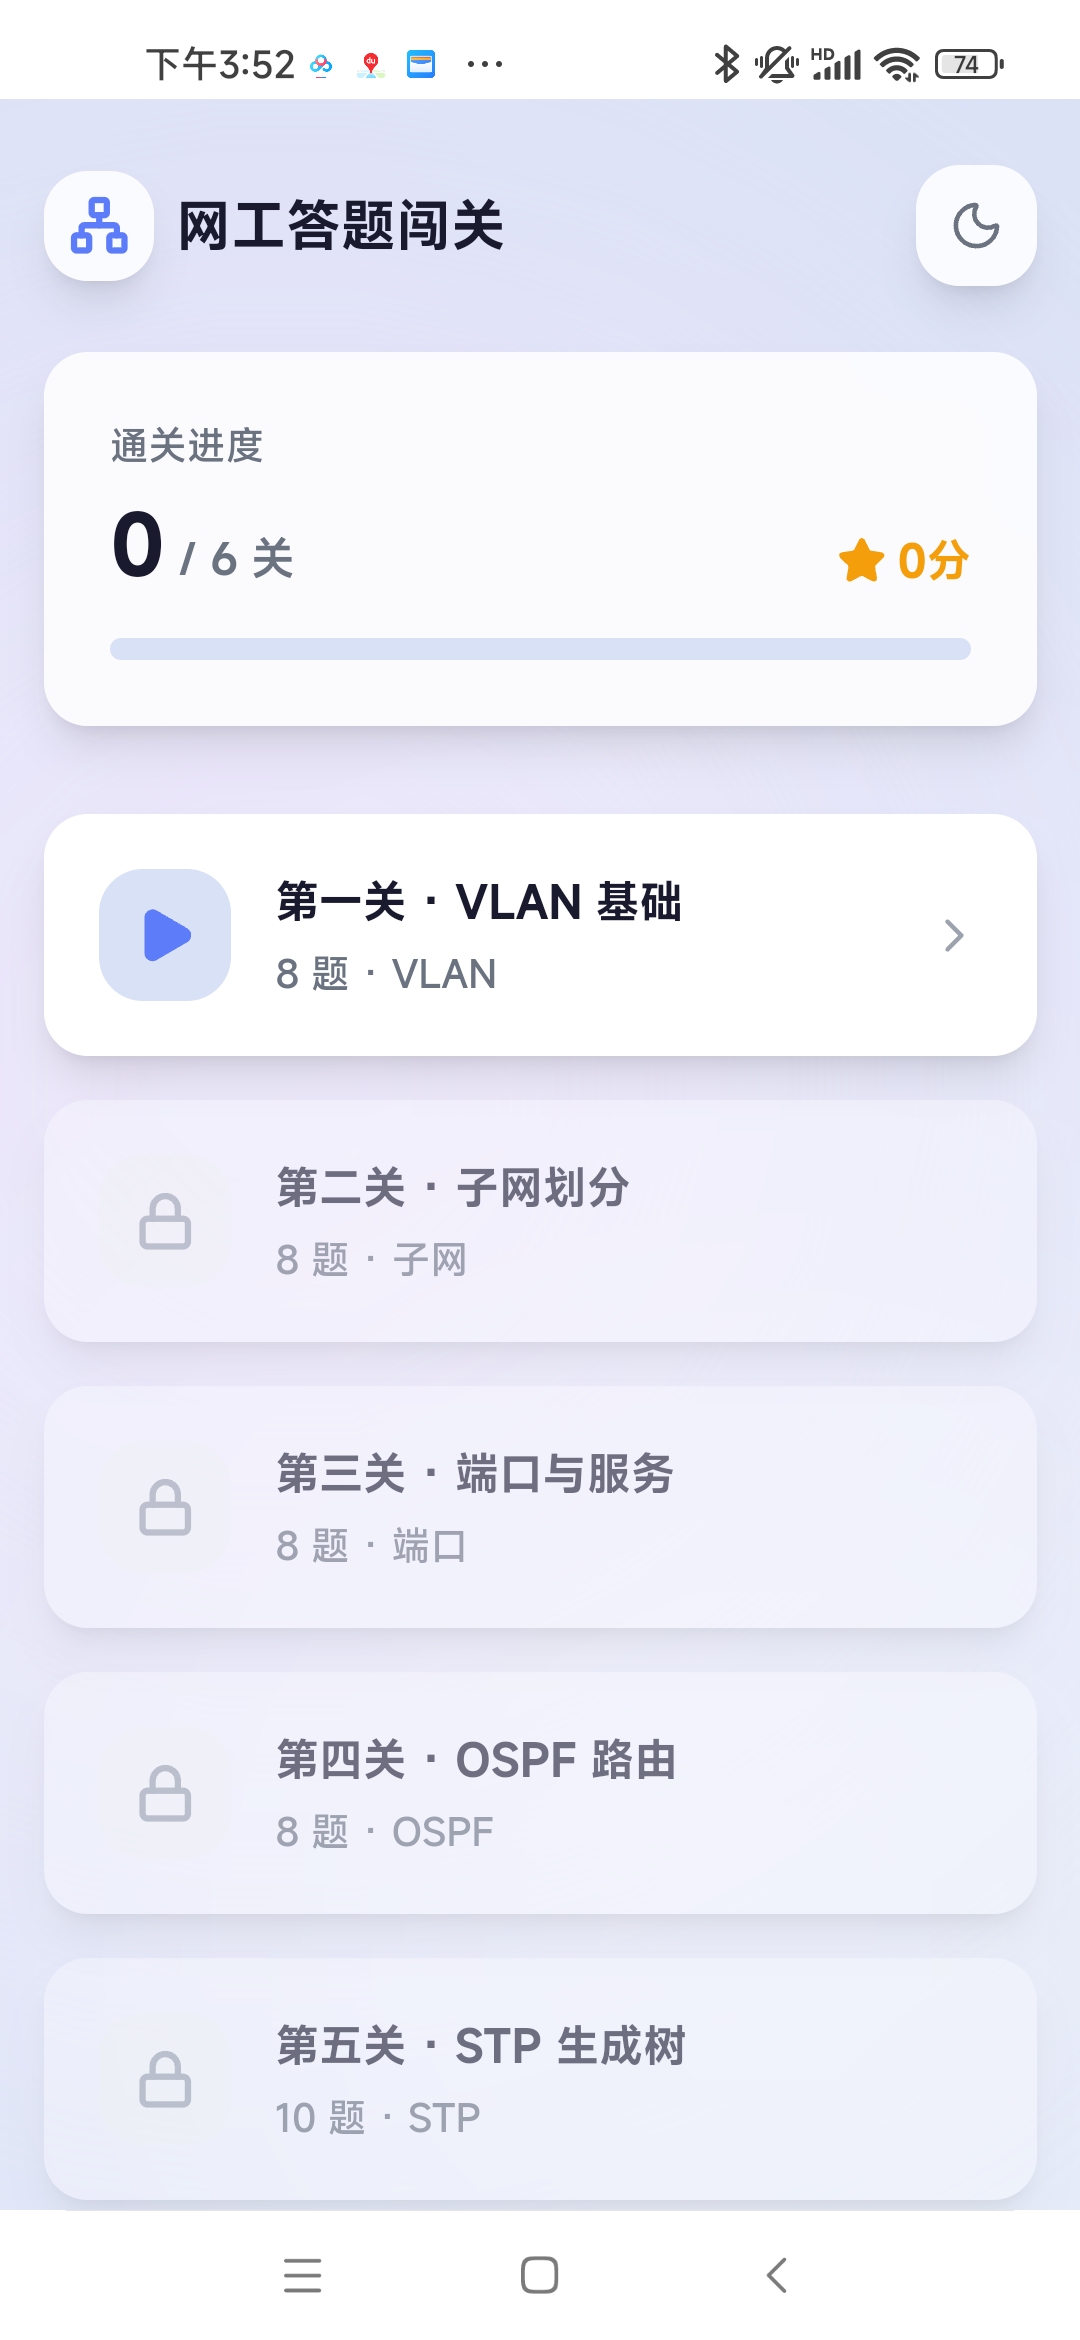 下午3:52
HD
74
网工答题闯关
通关进度
0 / 6 关
0分
第一关 · VLAN 基础
8 题 · VLAN
第二关 · 子网划分
8 题 · 子网
第三关 · 端口与服务
8 题 · 端口
第四关 · OSPF 路由
8 题 · OSPF
第五关 · STP 生成树
10 题 · STP